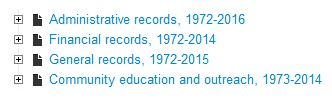 Administrative records, 1972-2016
Financial records, 1972-2014
General records, 1972-2015
Community education and outreach, 1973-2014